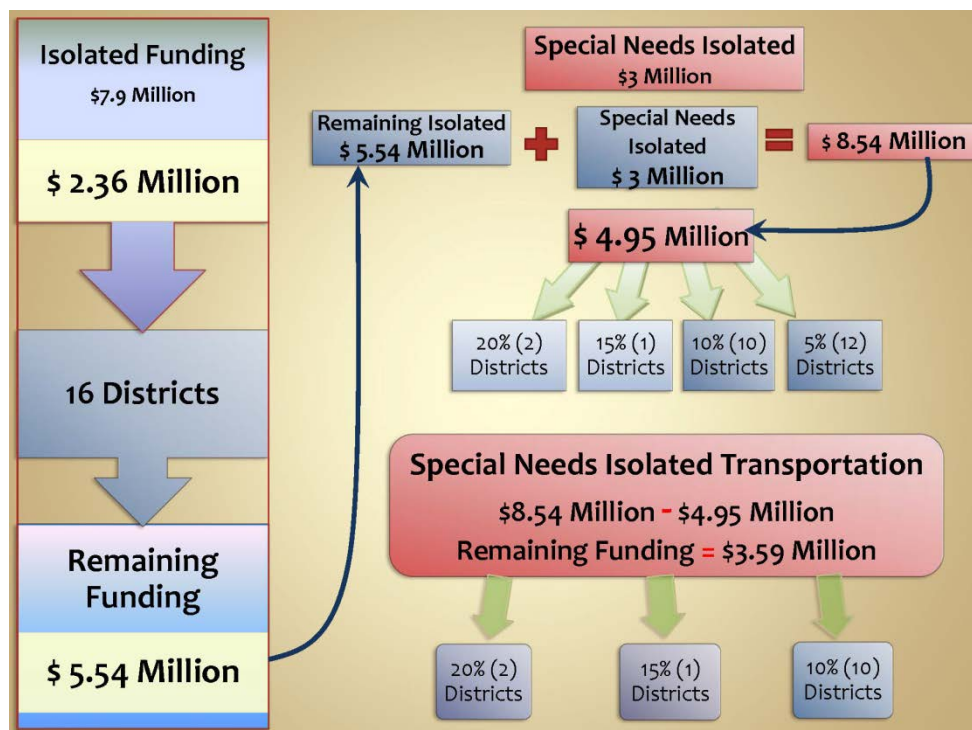 Isolated Funding
$7.9 Million
$ 2.36 Million
16 Districts
Remaining
Funding
$ 5.54 Million
Special Needs Isolated
$3 Million
Remaining Isolated
$ 5.54 Million
+
Special Needs
Isolated
$ 3 Million
=
$ 8.54 Million
$ 4.95 Million
20% (2)
Districts
15% (1)
Districts
10% (10)
Districts
5% (12)
Districts
Special Needs Isolated Transportation
$8.54 Million - $4.95 Million
Remaining Funding = $3.59 Million
20% (2)
Districts
15% (1)
Districts
10% (10)
Districts